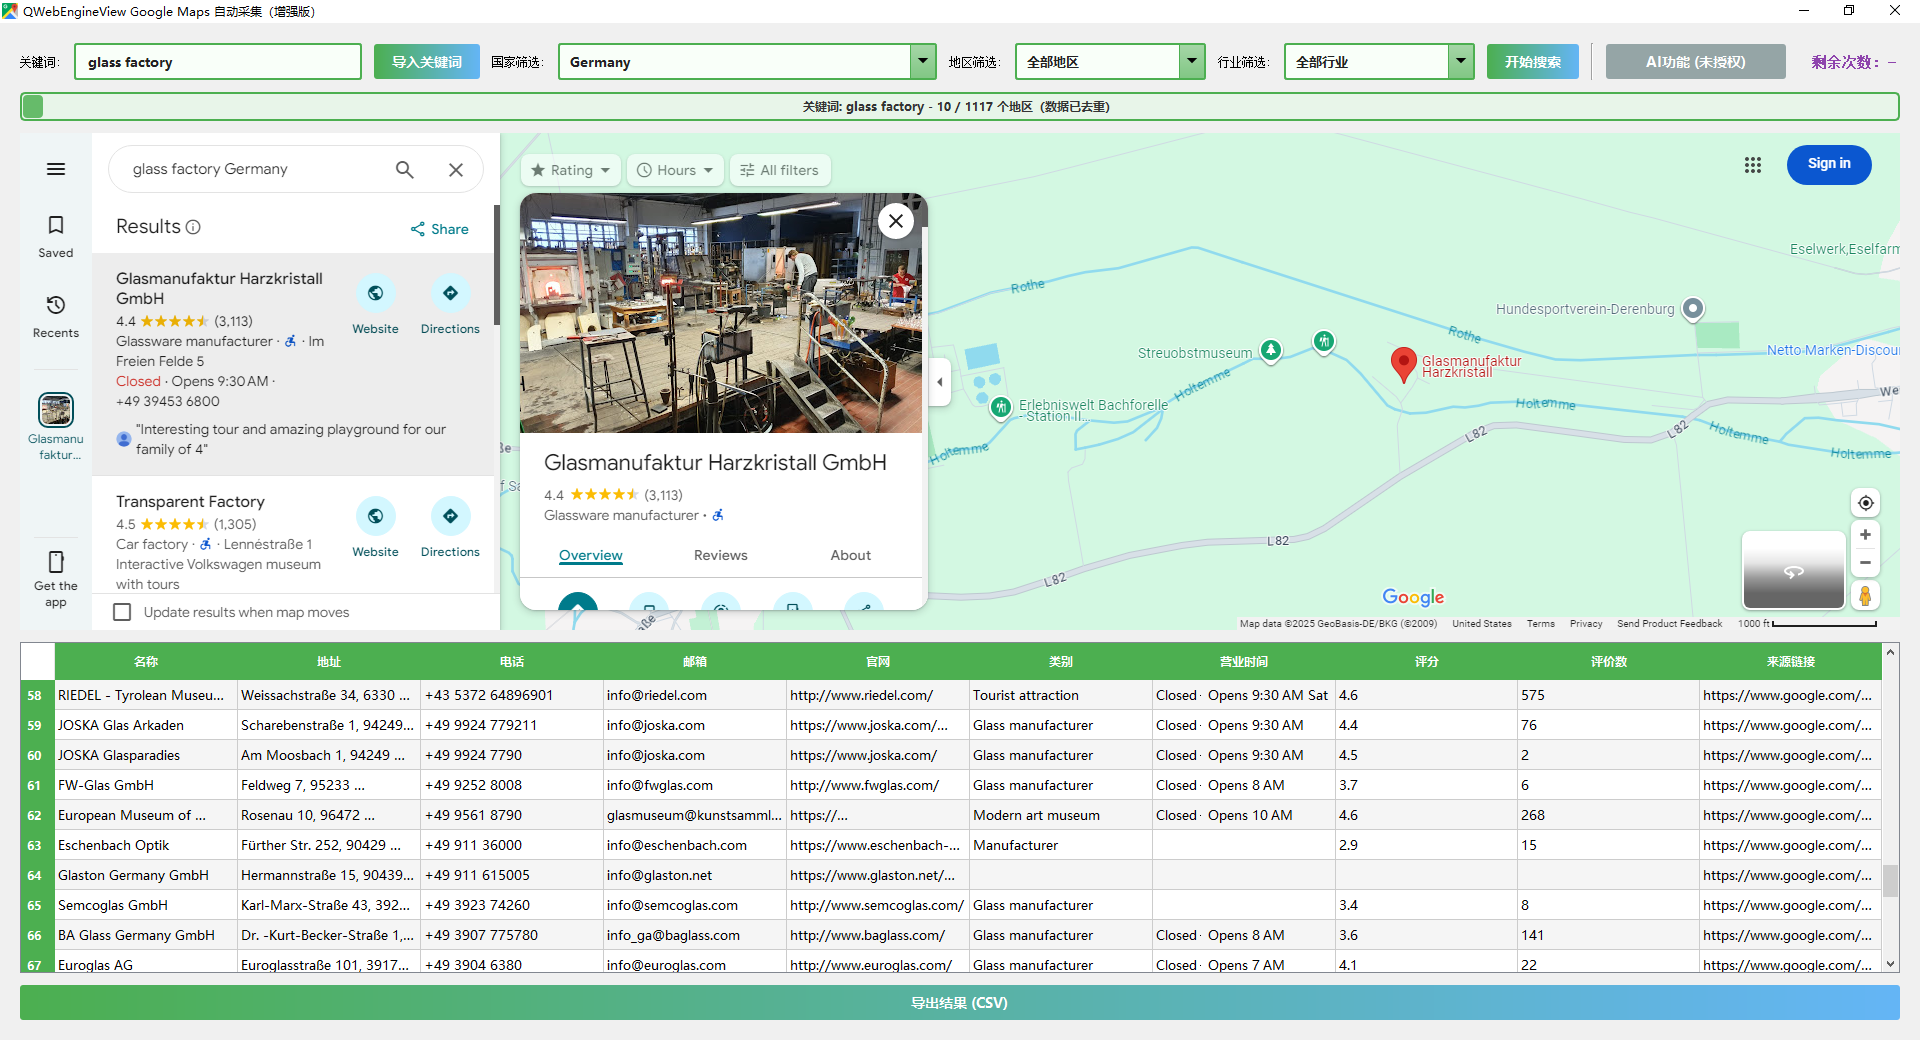 QWebEngineView Google Maps 自动采集（增强版）
关键词: glass factory 导入关键词 国家筛选: Germany 地区筛选: 全部地区 行业筛选: 全部行业 开始搜索 AI功能 (未授权) 剩余次数: –
关键词: glass factory - 10 / 1117 个地区（数据已去重）
Saved
Recents
Glasmanu
faktur...
Get the
app
glass factory Germany
Results Share
Glasmanufaktur Harzkristall
GmbH
4.4 (3,113)
Glassware manufacturer · · Im
Freien Felde 5
Closed · Opens 9:30 AM ·
+49 39453 6800
Website Directions
"Interesting tour and amazing playground for our
family of 4"
Transparent Factory
4.5 (1,305)
Car factory · · Lennéstraße 1
Interactive Volkswagen museum
with tours
Website Directions
Update results when map moves
Rating Hours All filters
Glasmanufaktur Harzkristall GmbH
4.4 (3,113)
Glassware manufacturer ·
Overview Reviews About
Sign in
Eselwerk,Eselfarm
Rothe
Hundesportverein-Derenburg
Rothe
Netto Marken-Discou
Streuobstmuseum
Glasmanufaktur
Harzkristall
Holtemme
Erlebniswelt Bachforelle
- Station II...
Holtemme
We
L82
Holtemme
Holtemme
Holtemme
L82
L82
L82
ße
f Sa
aße
Google
Map data ©2025 GeoBasis-DE/BKG (©2009) United States Terms Privacy Send Product Feedback 1000 ft
名称 地址 电话 邮箱 官网 类别 营业时间 评分 评价数 来源链接
58 RIEDEL - Tyrolean Museu... Weissachstraße 34, 6330 ... +43 5372 64896901 info@riedel.com http://www.riedel.com/ Tourist attraction Closed · Opens 9:30 AM Sat 4.6 575 https://www.google.com/...
59 JOSKA Glas Arkaden Scharebenstraße 1, 94249... +49 9924 779211 info@joska.com https://www.joska.com/... Glass manufacturer Closed · Opens 9:30 AM 4.4 76 https://www.google.com/...
60 JOSKA Glasparadies Am Moosbach 1, 94249 ... +49 9924 7790 info@joska.com https://www.joska.com/ Glass manufacturer Closed · Opens 9:30 AM 4.5 2 https://www.google.com/...
61 FW-Glas GmbH Feldweg 7, 95233 ... +49 9252 8008 info@fwglas.com http://www.fwglas.com/ Glass manufacturer Closed · Opens 8 AM 3.7 6 https://www.google.com/...
62 European Museum of ... Rosenau 10, 96472 ... +49 9561 8790 glasmuseum@kunstsamml... https://... Modern art museum Closed · Opens 10 AM 4.6 268 https://www.google.com/...
63 Eschenbach Optik Fürther Str. 252, 90429 ... +49 911 36000 info@eschenbach.com https://www.eschenbach-... Manufacturer 2.9 15 https://www.google.com/...
64 Glaston Germany GmbH Hermannstraße 15, 90439... +49 911 615005 info@glaston.net https://www.glaston.net/... https://www.google.com/...
65 Semcoglas GmbH Karl-Marx-Straße 43, 392... +49 3923 74260 info@semcoglas.com http://www.semcoglas.com/ Glass manufacturer 3.4 8 https://www.google.com/...
66 BA Glass Germany GmbH Dr. -Kurt-Becker-Straße 1,... +49 3907 775780 info_ga@baglass.com http://www.baglass.com/ Glass manufacturer Closed · Opens 8 AM 3.6 141 https://www.google.com/...
67 Euroglas AG Euroglasstraße 101, 3917... +49 3904 6380 info@euroglas.com http://www.euroglas.com/ Glass manufacturer Closed · Opens 7 AM 4.1 22 https://www.google.com/...
导出结果 (CSV)